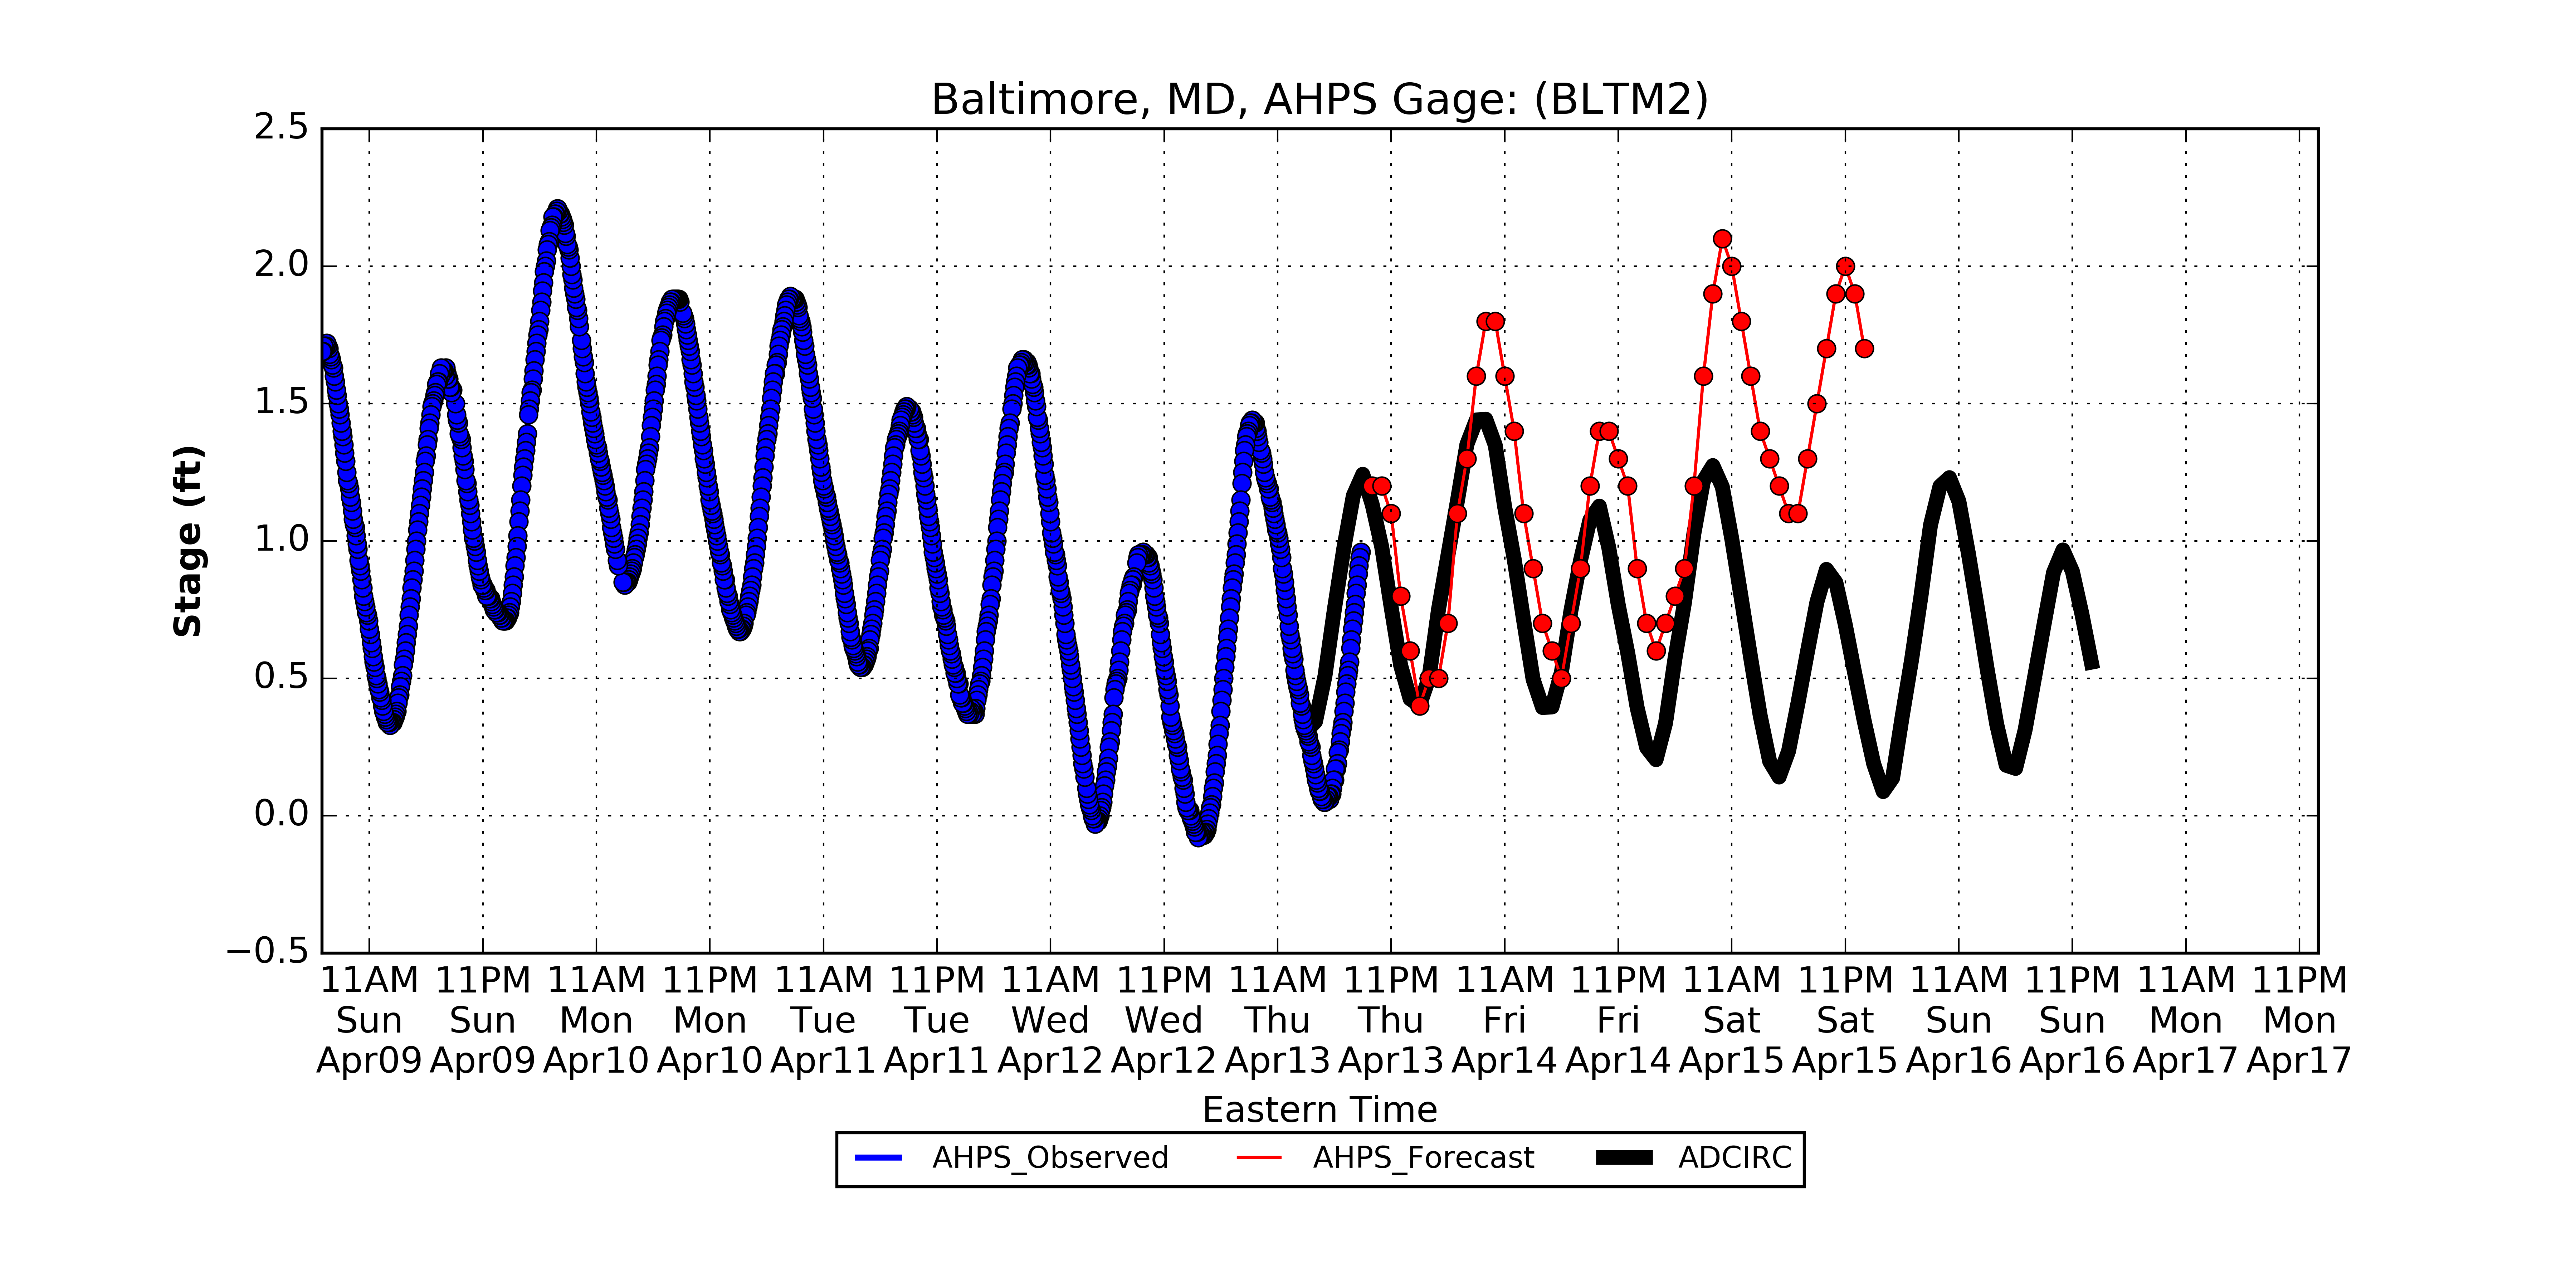 Baltimore, MD, AHPS Gage: (BLTM2)
2.5
2.0
1.5
1.0
0.5
0.0
−0.5
Stage (ft)
11AM 11PM 11AM 11PM 11AM 11PM 11AM 11PM 11AM 11PM 11AM 11PM 11AM 11PM 11AM 11PM 11AM 11PM
Sun Sun Mon Mon Tue Tue Wed Wed Thu Thu Fri Fri Sat Sat Sun Sun Mon Mon
Apr09 Apr09 Apr10 Apr10 Apr11 Apr11 Apr12 Apr12 Apr13 Apr13 Apr14 Apr14 Apr15 Apr15 Apr16 Apr16 Apr17 Apr17
Eastern Time
AHPS_Observed AHPS_Forecast ADCIRC